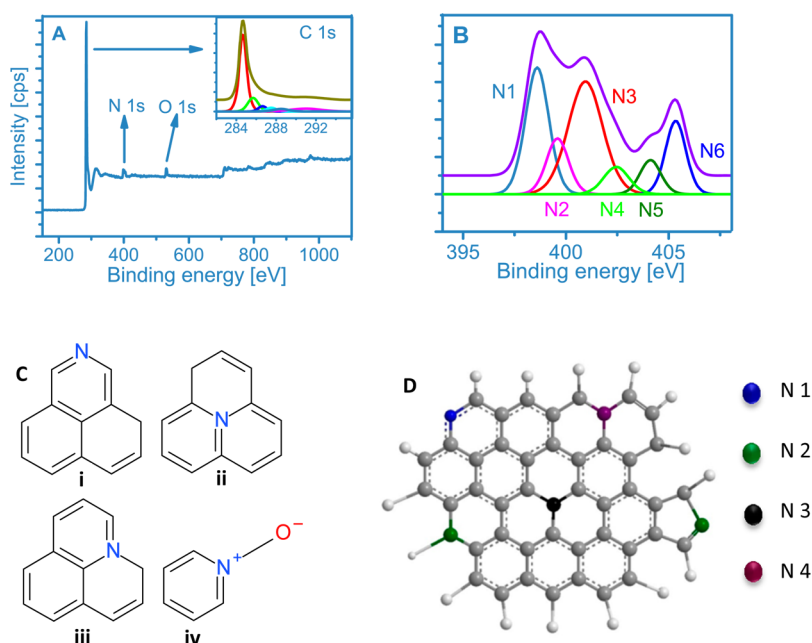 A
C 1s
N 1s
O 1s
284 288 292
Intensity [cps]
200 400 600 800 1000
Binding energy [eV]
B
N1
N3
N6
N2
N4
N5
395 400 405
Binding energy [eV]
C
N
i
N
ii
N
iii
N+
O−
iv
D
N 1
N 2
N 3
N 4